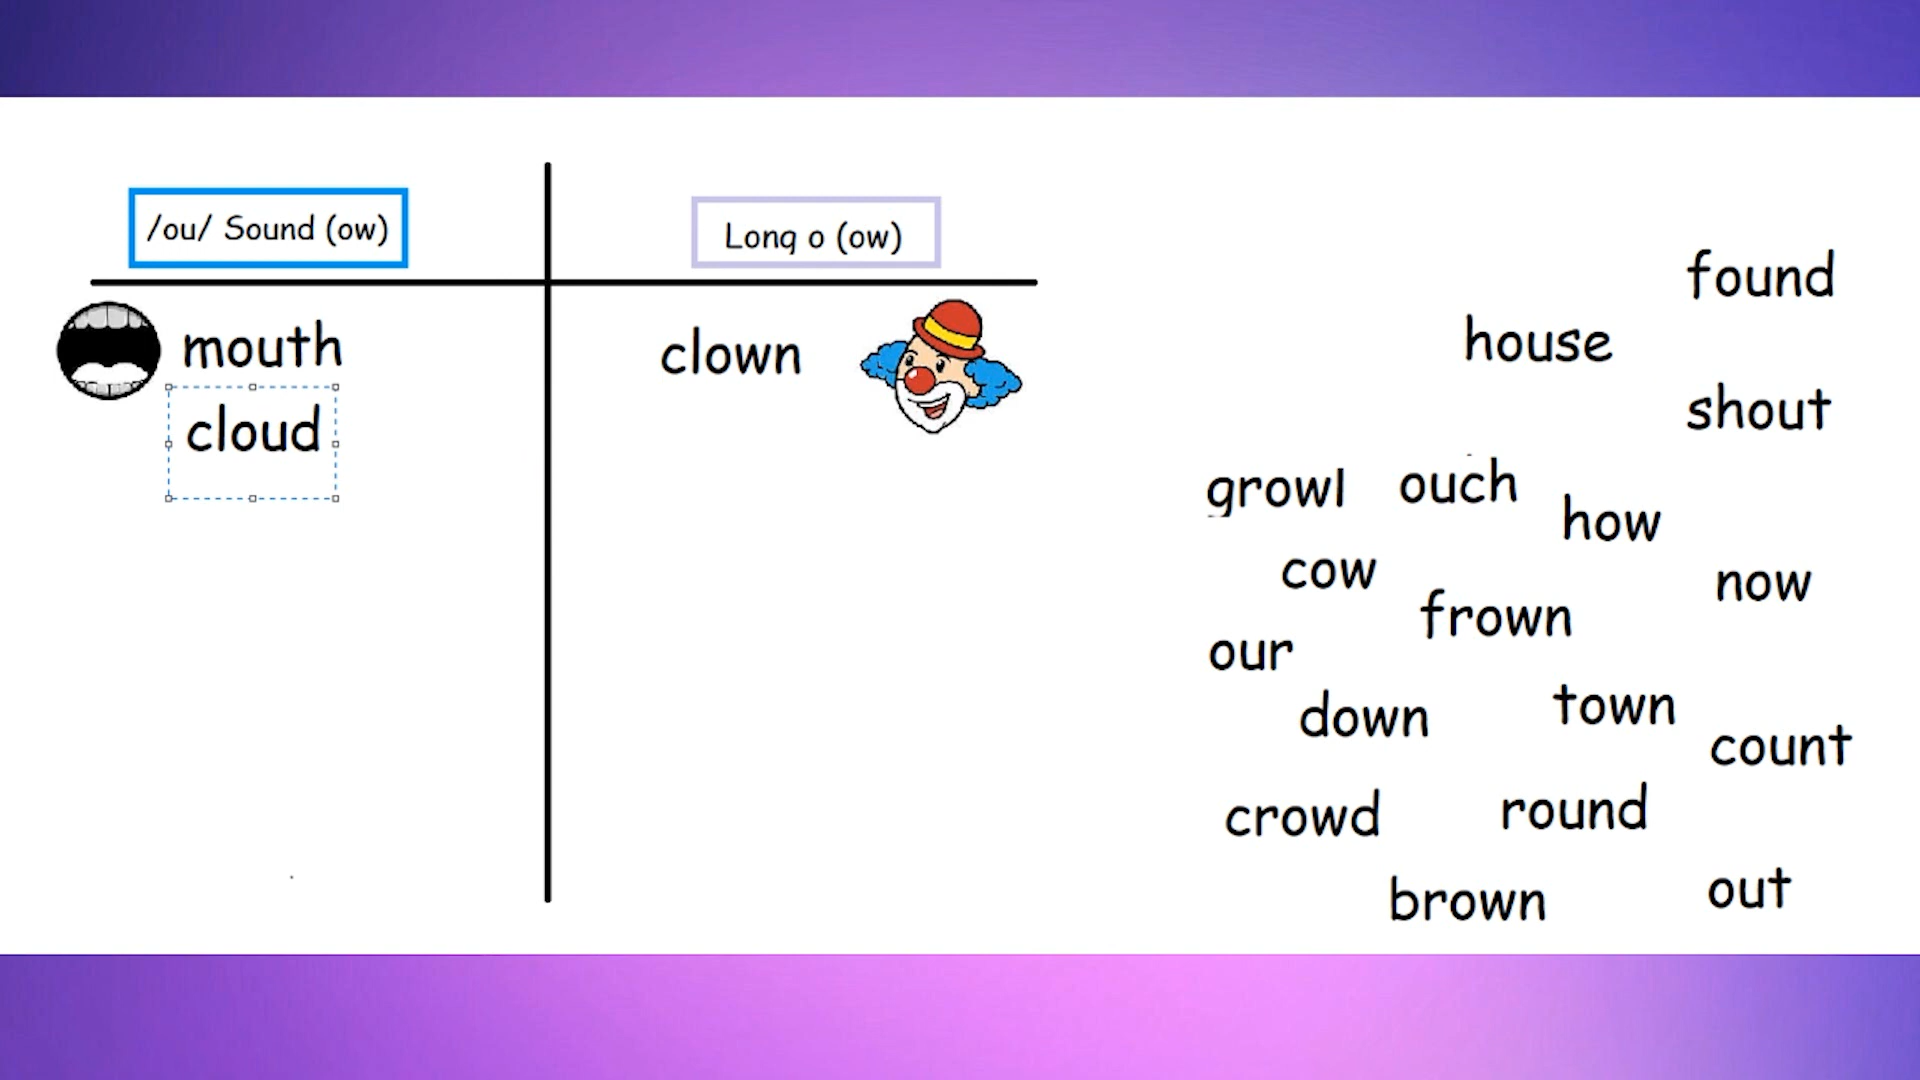 /ou/ Sound (ow)
Long o (ow)
mouth
cloud
clown
found
house
shout
growl
ouch
how
cow
now
frown
our
down
town
count
crowd
round
brown
out